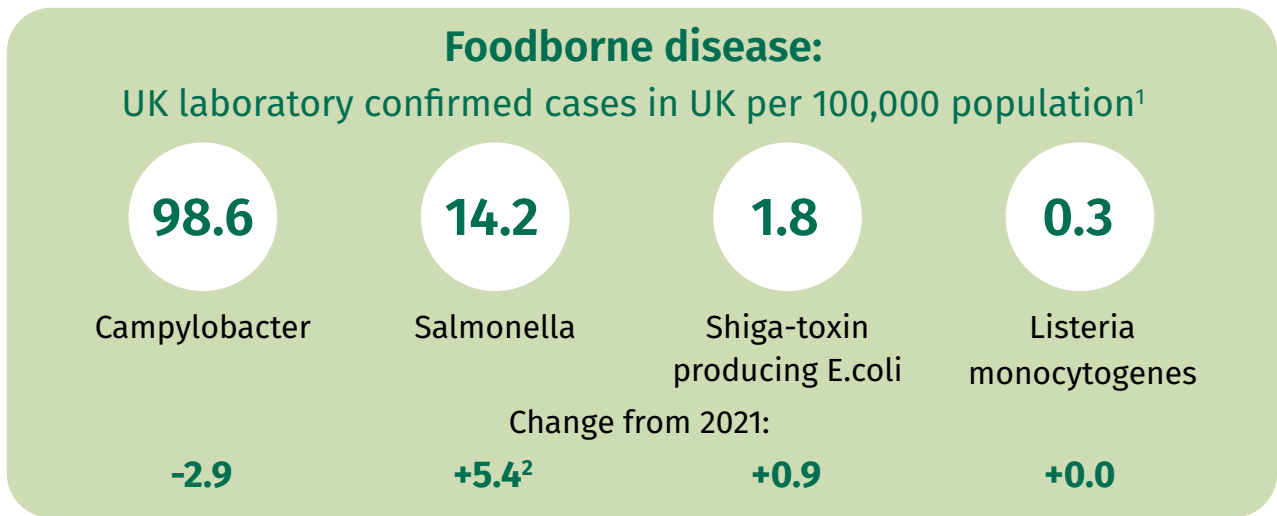 Foodborne disease:
UK laboratory confirmed cases in UK per 100,000 population¹
98.6
14.2
1.8
0.3
Campylobacter
Salmonella
Shiga-toxin
producing E.coli
Listeria
monocytogenes
Change from 2021:
-2.9
+5.4²
+0.9
+0.0